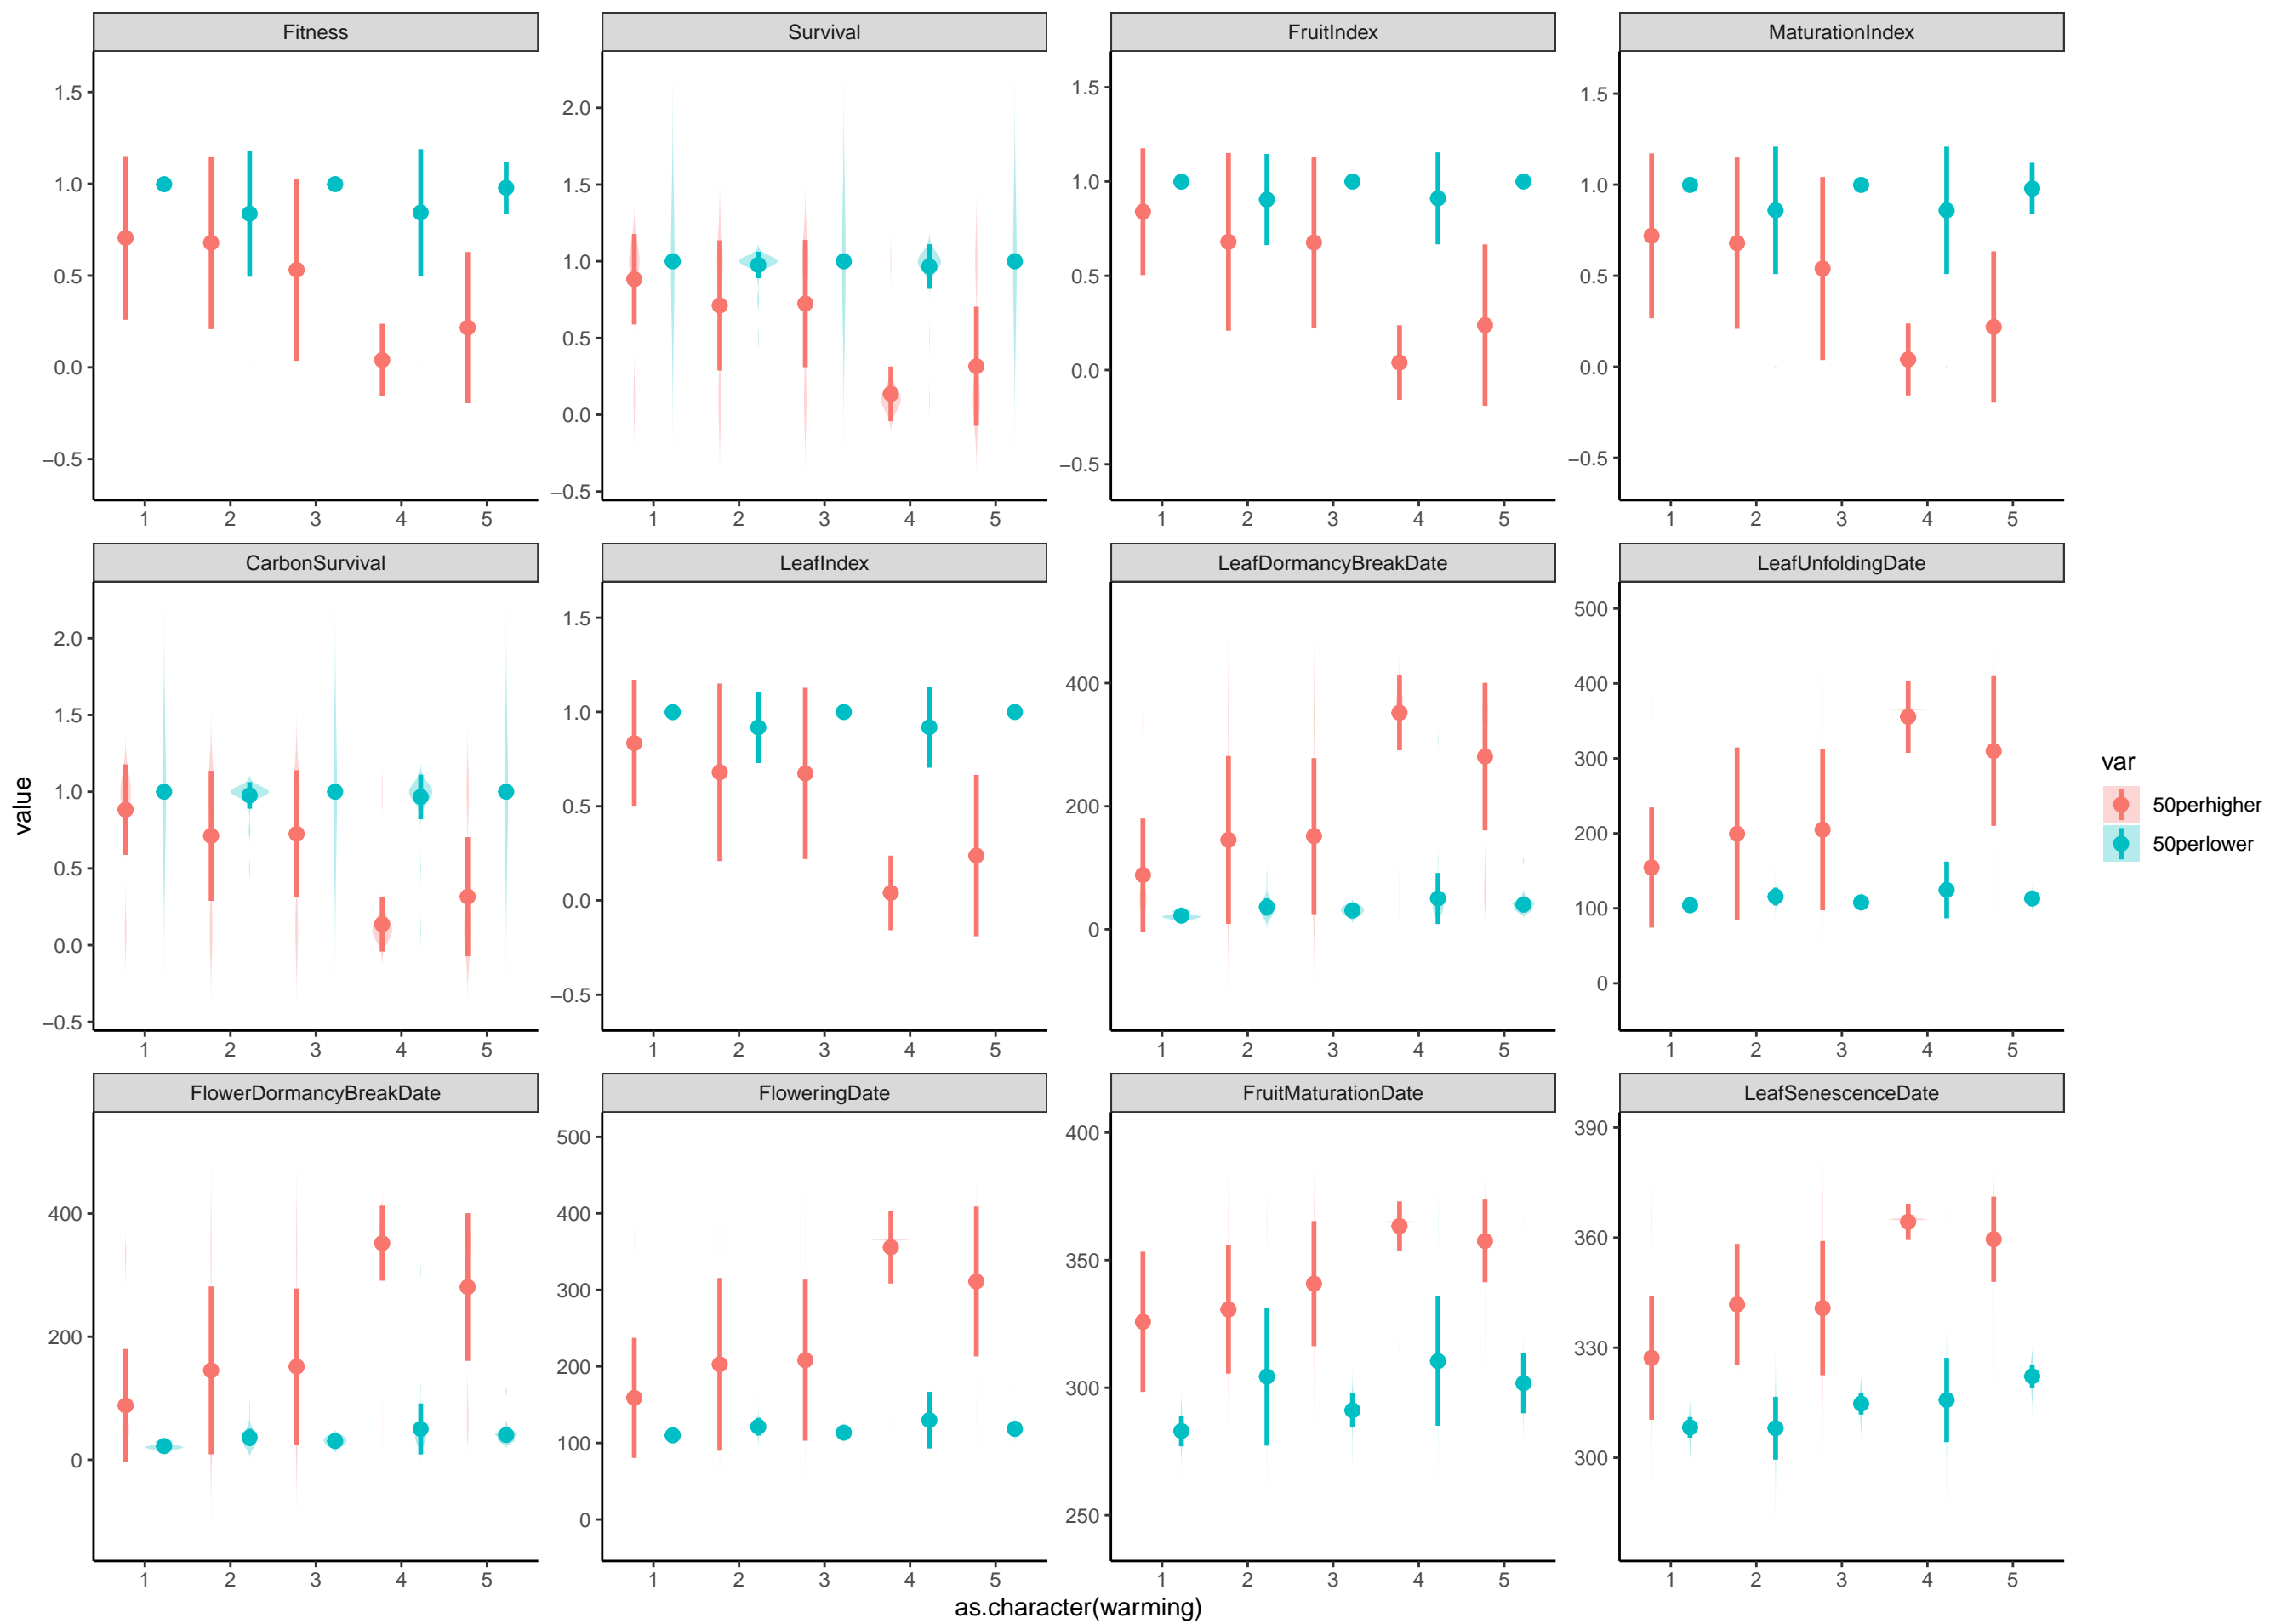 Fitness Survival FruitIndex MaturationIndex
1.5 1.0 0.5 0.0 −0.5
2.0 1.5 1.0 0.5 0.0 −0.5
1.5 1.0 0.5 0.0 −0.5
1.5 1.0 0.5 0.0 −0.5
1 2 3 4 5 1 2 3 4 5 1 2 3 4 5 1 2 3 4 5
CarbonSurvival LeafIndex LeafDormancyBreakDate LeafUnfoldingDate
2.0 1.5 1.0 0.5 0.0 −0.5
1.5 1.0 0.5 0.0 −0.5
400 200 0
500 400 300 200 100 0
1 2 3 4 5 1 2 3 4 5 1 2 3 4 5 1 2 3 4 5
FlowerDormancyBreakDate FloweringDate FruitMaturationDate LeafSenescenceDate
400 200 0
500 400 300 200 100 0
400 350 300 250
390 360 330 300
1 2 3 4 5 1 2 3 4 5 1 2 3 4 5 1 2 3 4 5
value
as.character(warming)
var
50perhigher
50perlower